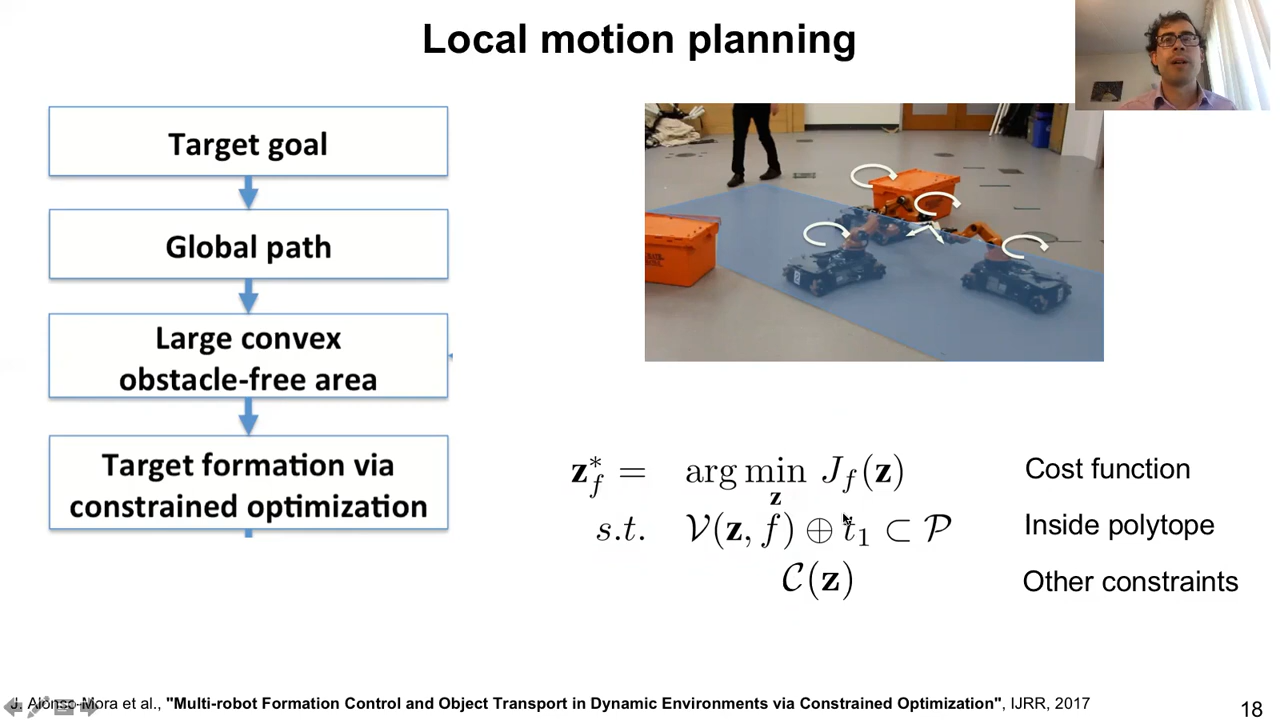 Local motion planning
Target goal
Global path
Large convex
obstacle-free area
Target formation via
constrained optimization
z*_f = arg min_z J_f(z)
Cost function
s.t. V(z, f) ⊕ t_1 ⊂ P
Inside polytope
C(z)
Other constraints
J. Alonso-Mora et al., "Multi-robot Formation Control and Object Transport in Dynamic Environments via Constrained Optimization", IJRR, 2017
18